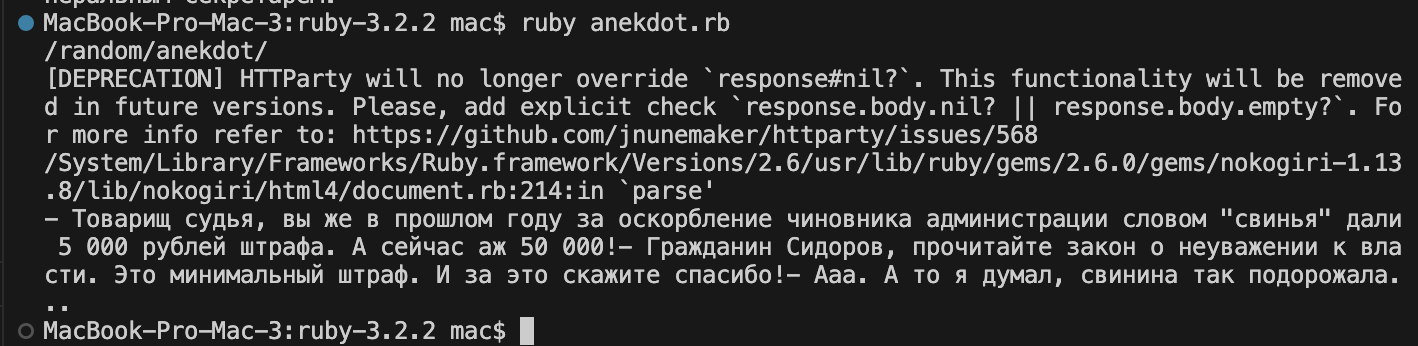 неральным секретарем.
MacBook-Pro-Mac-3:ruby-3.2.2 mac$ ruby anekdot.rb
/random/anekdot/
[DEPRECATION] HTTParty will no longer override `response#nil?`. This functionality will be remove
d in future versions. Please, add explicit check `response.body.nil? || response.body.empty?`. Fo
r more info refer to: https://github.com/jnunemaker/httparty/issues/568
/System/Library/Frameworks/Ruby.framework/Versions/2.6/usr/lib/ruby/gems/2.6.0/gems/nokogiri-1.13
.8/lib/nokogiri/html4/document.rb:214:in `parse'
- Товарищ судья, вы же в прошлом году за оскорбление чиновника администрации словом "свинья" дали
 5 000 рублей штрафа. А сейчас аж 50 000!- Гражданин Сидоров, прочитайте закон о неуважении к вла
сти. Это минимальный штраф. И за это скажите спасибо!- Ааа. А то я думал, свинина так подорожала.
..
MacBook-Pro-Mac-3:ruby-3.2.2 mac$